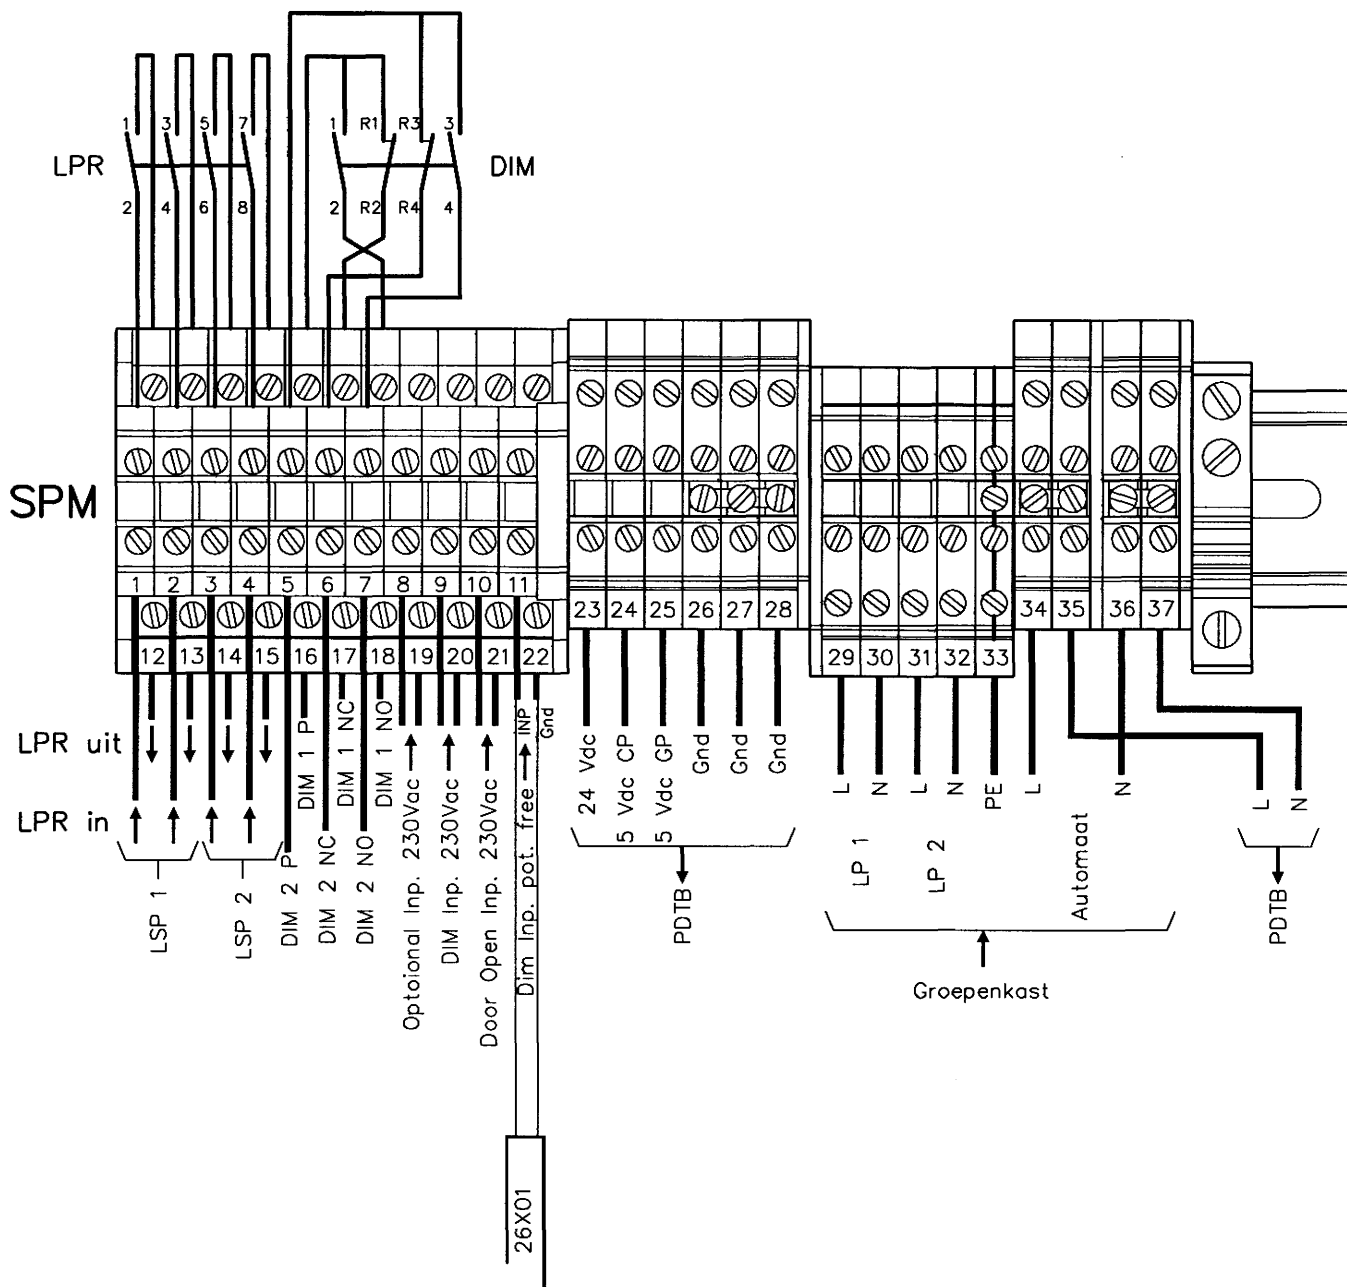 1 3 5 7 1 R1 R3 3
LPR
DIM
2 4 6 8 2 R2 R4 4
SPM
1 2 3 4 5 6 7 8 9 10 11
23 24 25 26 27 28
34 35 36 37
12 13 14 15 16 17 18 19 20 21 22
29 30 31 32 33
LPR uit
LPR in
LSP 1
LSP 2
DIM 2 P
DIM 1 P
DIM 2 NC
DIM 1 NC
DIM 2 NO
DIM 1 NO
Optoional Inp. 230Vac
DIM Inp. 230Vac
Door Open Inp. 230Vac
Dim Inp. pot. free
INP
Gnd
24 Vdc
5 Vdc CP
5 Vdc GP
Gnd
Gnd
Gnd
PDTB
L
N
L
N
PE
L
N
L
N
LP 1
LP 2
Automaat
PDTB
Groepenkast
26X01